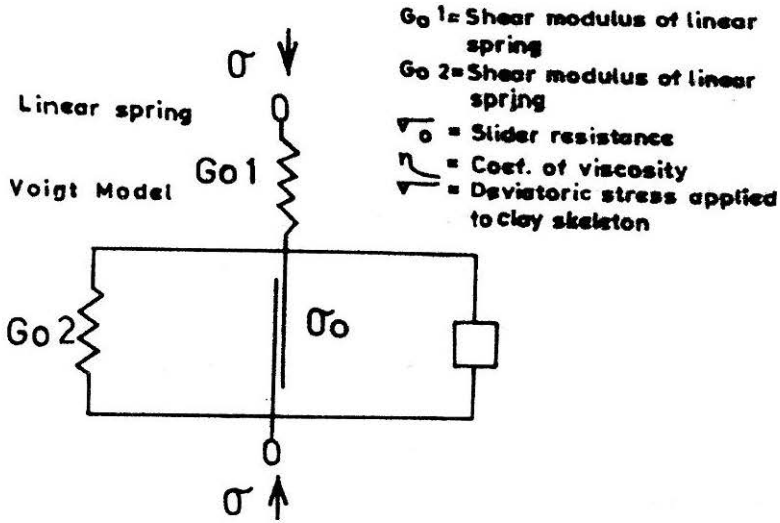 Go 1= Shear modulus of linear
spring
Go 2= Shear modulus of linear
spring
σo = Slider resistance
η = Coef. of viscosity
σ = Deviatoric stress applied
to clay skeleton
σ
O
Linear spring
Go1
Voigt Model
Go2
σo
O
σ